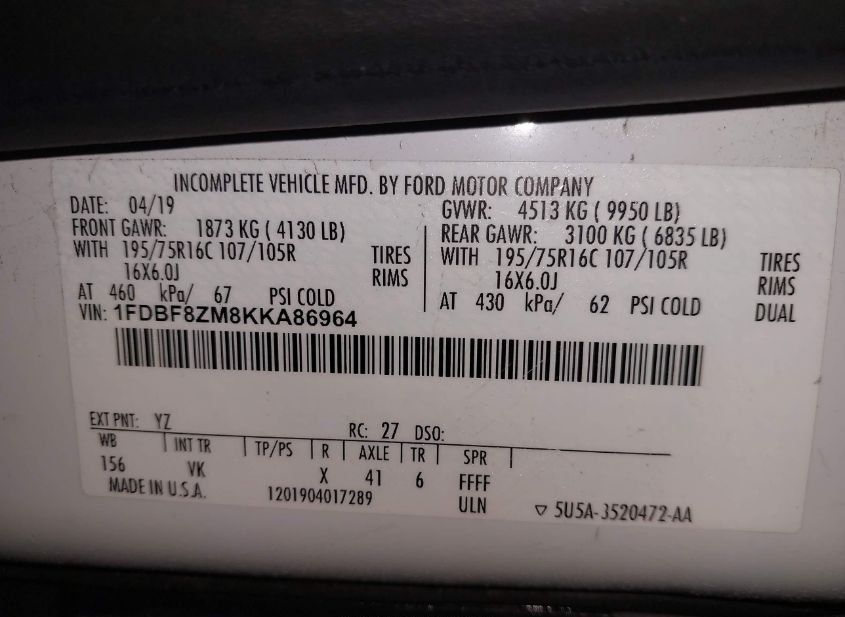 INCOMPLETE VEHICLE MFD. BY FORD MOTOR COMPANY
DATE: 04/19
GVWR: 4513 KG ( 9950 LB)
FRONT GAWR: 1873 KG ( 4130 LB)
REAR GAWR: 3100 KG ( 6835 LB)
WITH 195/75R16C 107/105R TIRES
WITH 195/75R16C 107/105R TIRES
16X6.0J RIMS
16X6.0J RIMS
AT 460 kPa/ 67 PSI COLD
AT 430 kPa/ 62 PSI COLD DUAL
VIN: 1FDBF8ZM8KKA86964
EXT PNT: YZ RC: 27 DSO:
WB INT TR TP/PS R AXLE TR SPR
156 VK X 41 6 FFFF
MADE IN U.S.A. 1201904017289 ULN
▽ 5U5A-3520472-AA